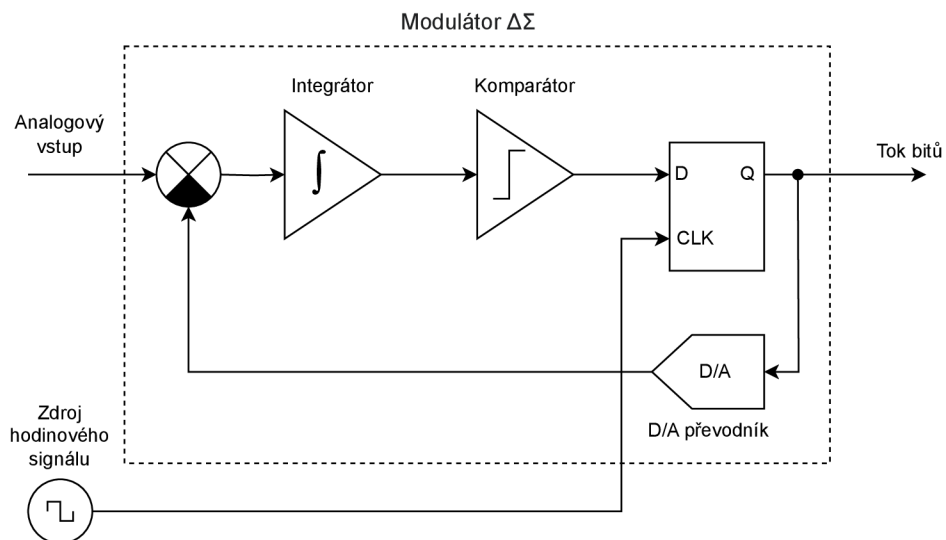 Modulátor ΔΣ
Integrátor
Komparátor
Analogový
vstup
Tok bitů
∫
D
Q
CLK
D/A
D/A převodník
Zdroj
hodinového
signálu